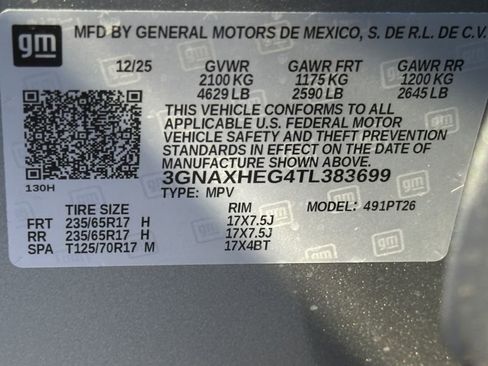 gm MFD BY GENERAL MOTORS DE MEXICO, S. DE R.L. DE C.V.
12/25 GVWR GAWR FRT GAWR RR
2100 KG 1175 KG 1200 KG
4629 LB 2590 LB 2645 LB
THIS VEHICLE CONFORMS TO ALL
APPLICABLE U.S. FEDERAL MOTOR
VEHICLE SAFETY AND THEFT PREVENTION
STANDARDS IN EFFECT ON THE DATE OF
MANUFACTURE SHOWN ABOVE.
3GNAXHEG4TL383699
130H TYPE: MPV
TIRE SIZE RIM MODEL: 491PT26
FRT 235/65R17 H 17X7.5J
RR 235/65R17 H 17X7.5J
SPA T125/70R17 M 17X4BT